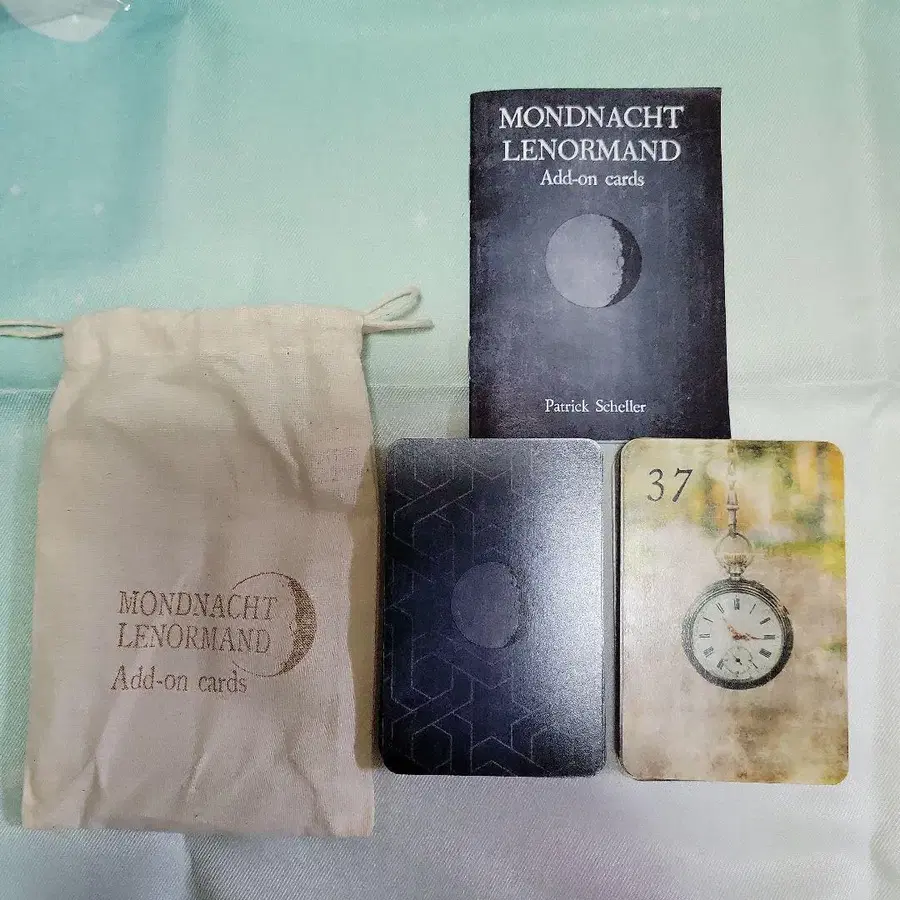 MONDNACHT
LENORMAND
Add-on cards
Patrick Scheller
MONDNACHT
LENORMAND
Add-on cards
37